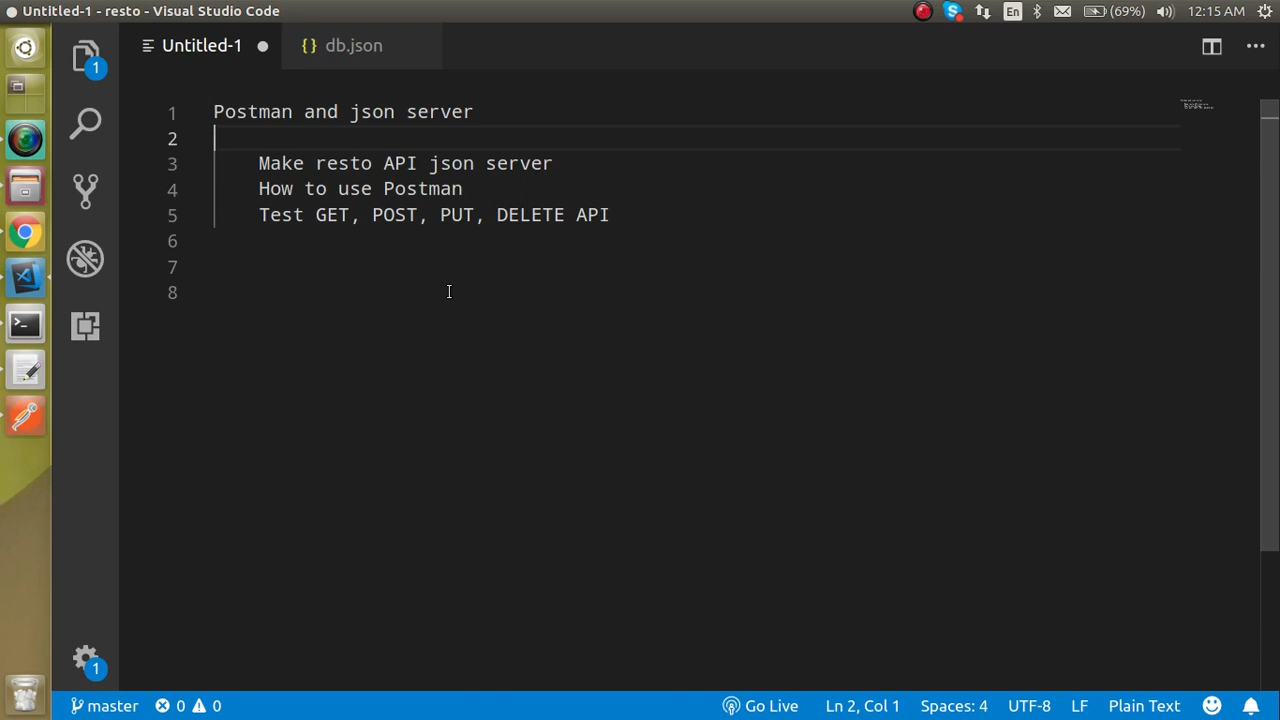 Untitled-1 - resto - Visual Studio Code
En
(69%)
12:15 AM
Untitled-1
{} db.json
1
1 Postman and json server
2
3 Make resto API json server
4 How to use Postman
5 Test GET, POST, PUT, DELETE API
6
7
8
1
master
0
0
Go Live
Ln 2, Col 1
Spaces: 4
UTF-8
LF
Plain Text